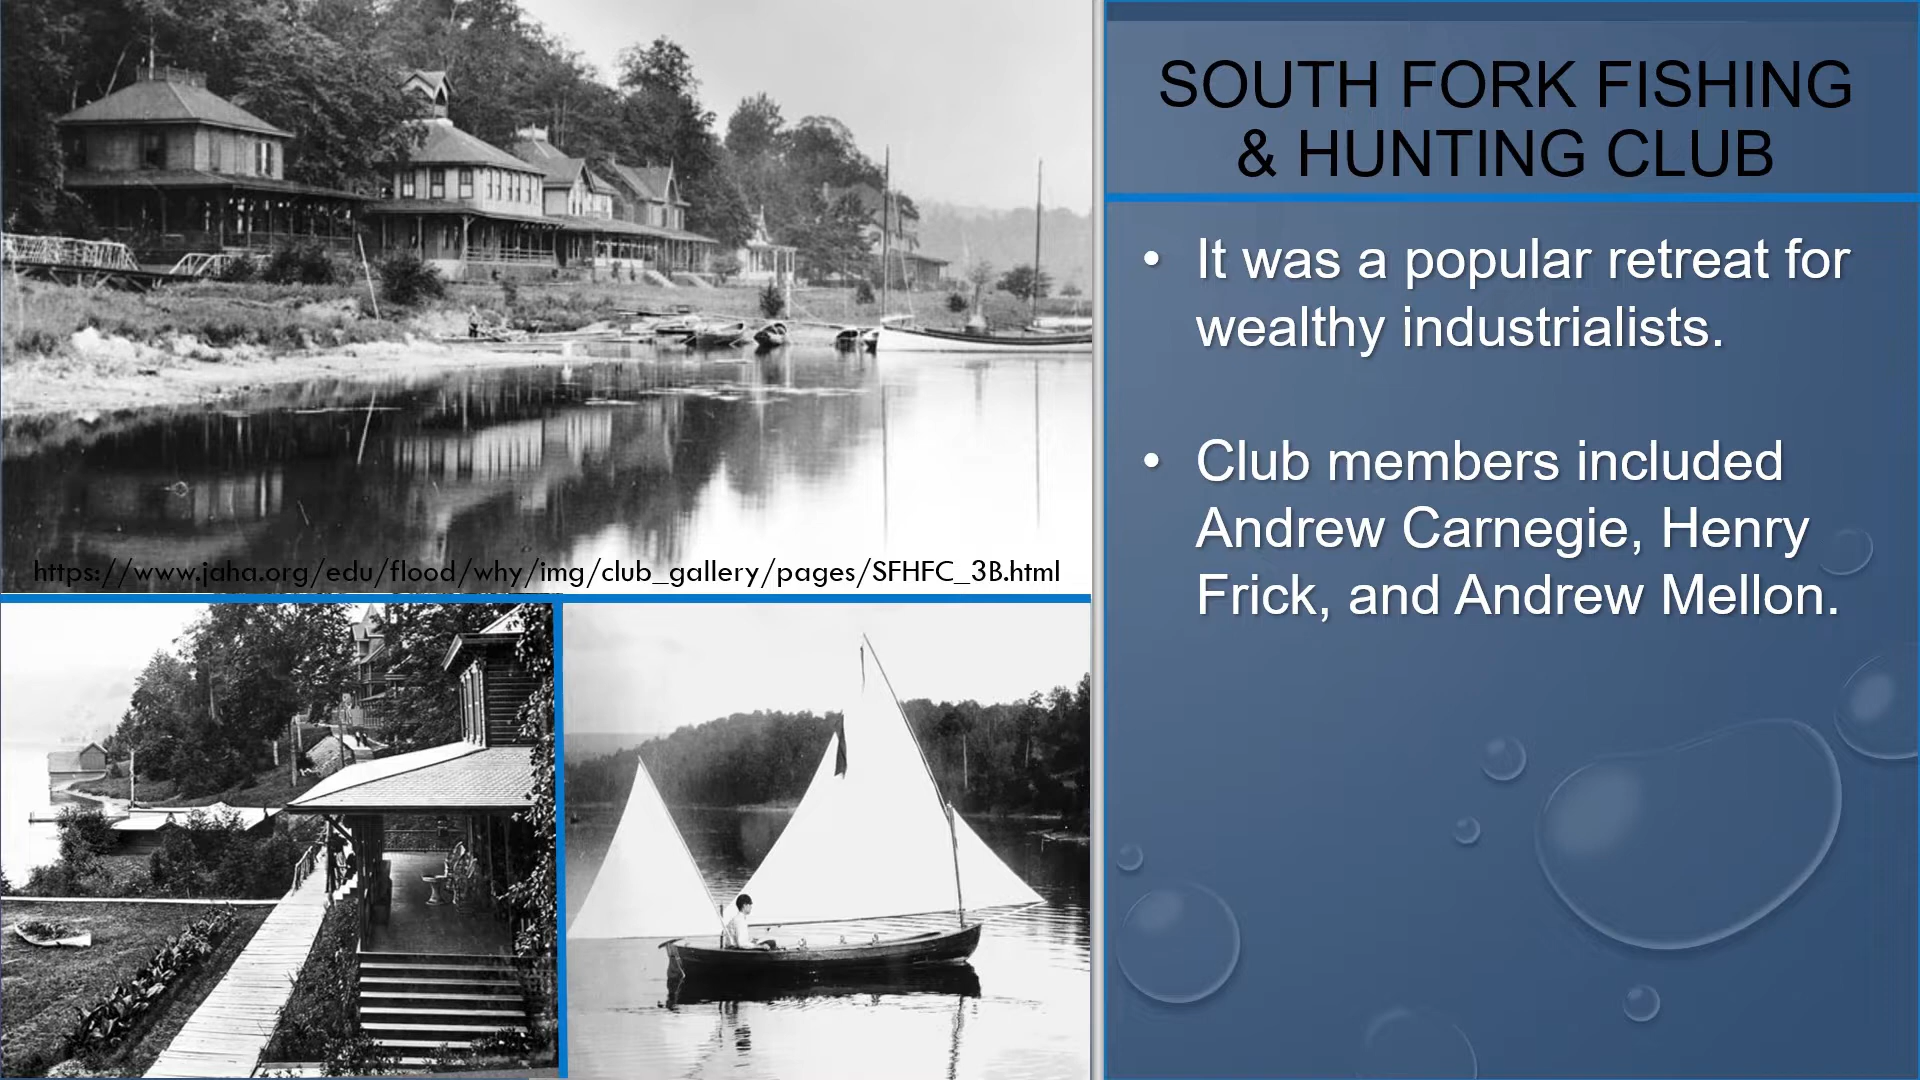 SOUTH FORK FISHING
& HUNTING CLUB
• It was a popular retreat for
wealthy industrialists.
• Club members included
Andrew Carnegie, Henry
Frick, and Andrew Mellon.
https://www.jaha.org/edu/flood/why/img/club_gallery/pages/SFHFC_3B.html